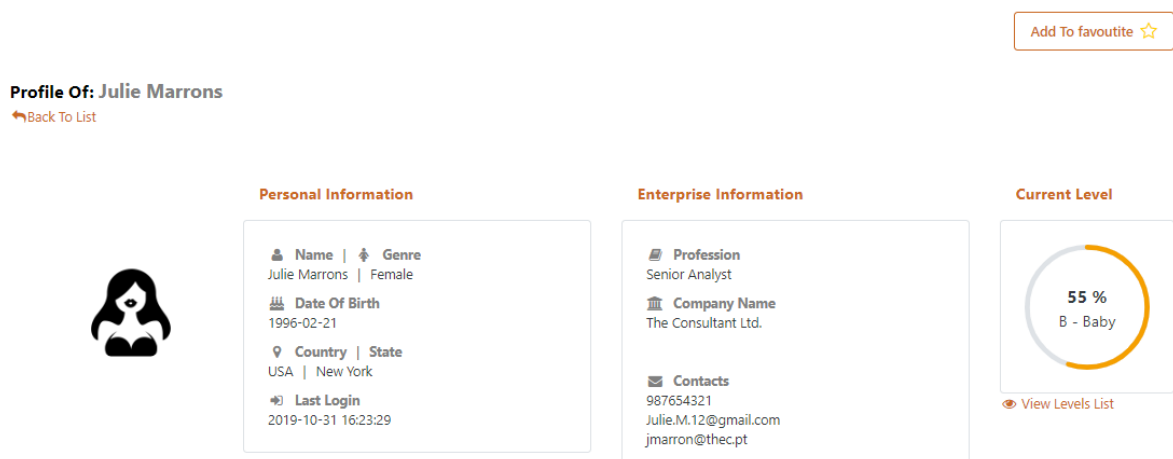 Add To favoutite
Profile Of: Julie Marrons
Back To List
Personal Information
Name | Genre
Julie Marrons | Female
Date Of Birth
1996-02-21
Country | State
USA | New York
Last Login
2019-10-31 16:23:29
Enterprise Information
Profession
Senior Analyst
Company Name
The Consultant Ltd.
Contacts
987654321
Julie.M.12@gmail.com
jmarron@thec.pt
Current Level
55 %
B - Baby
View Levels List